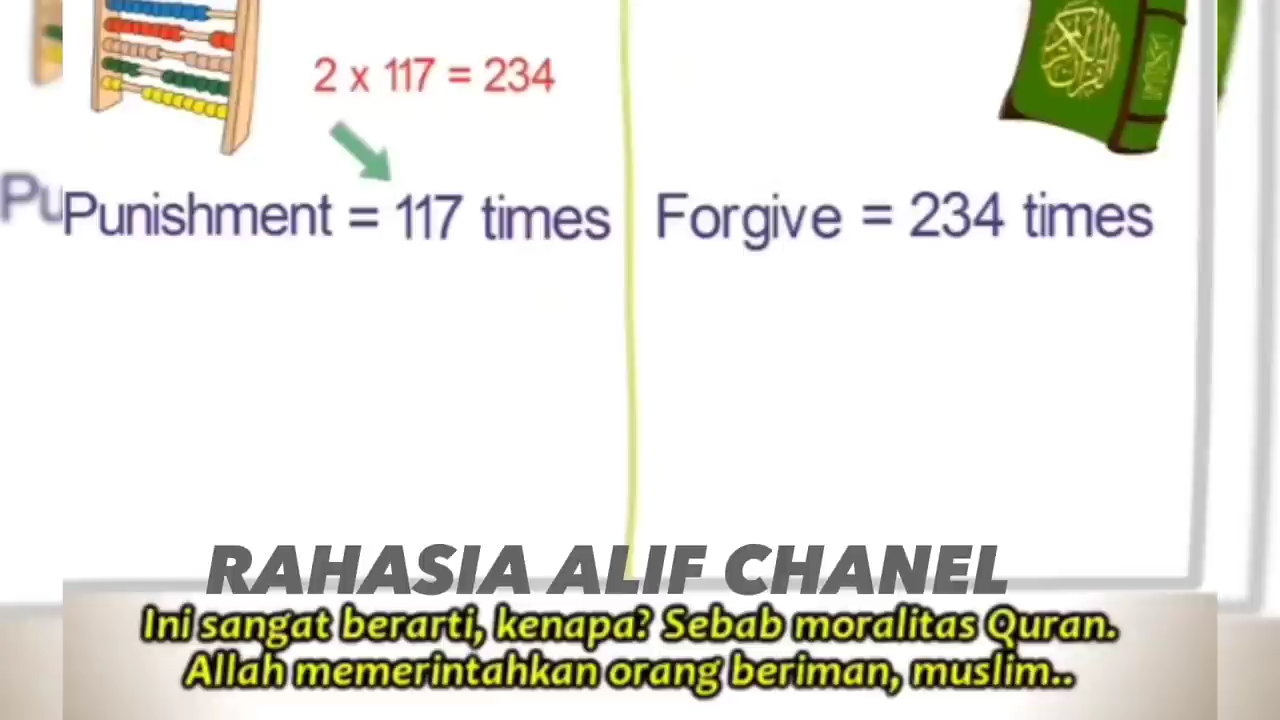 2 x 117 = 234
Punishment = 117 times
Forgive = 234 times
RAHASIA ALIF CHANEL
Ini sangat berarti, kenapa? Sebab moralitas Quran.
Allah memerintahkan orang beriman, muslim..